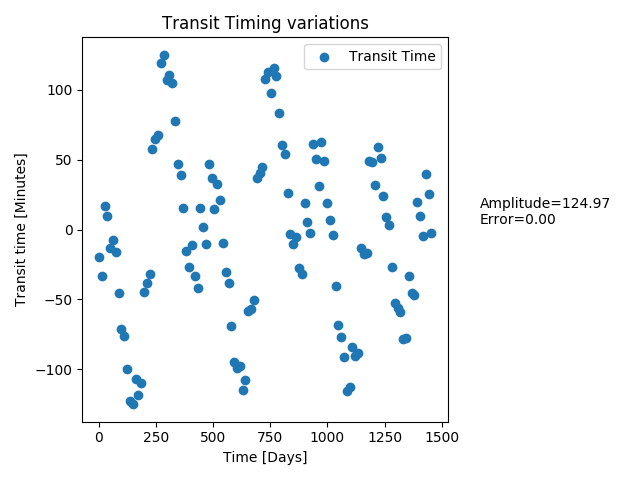 Transit Timing variations
Transit Time
Transit time [Minutes]
100
50
0
−50
−100
0
250
500
750
1000
1250
1500
Time [Days]
Amplitude=124.97
Error=0.00